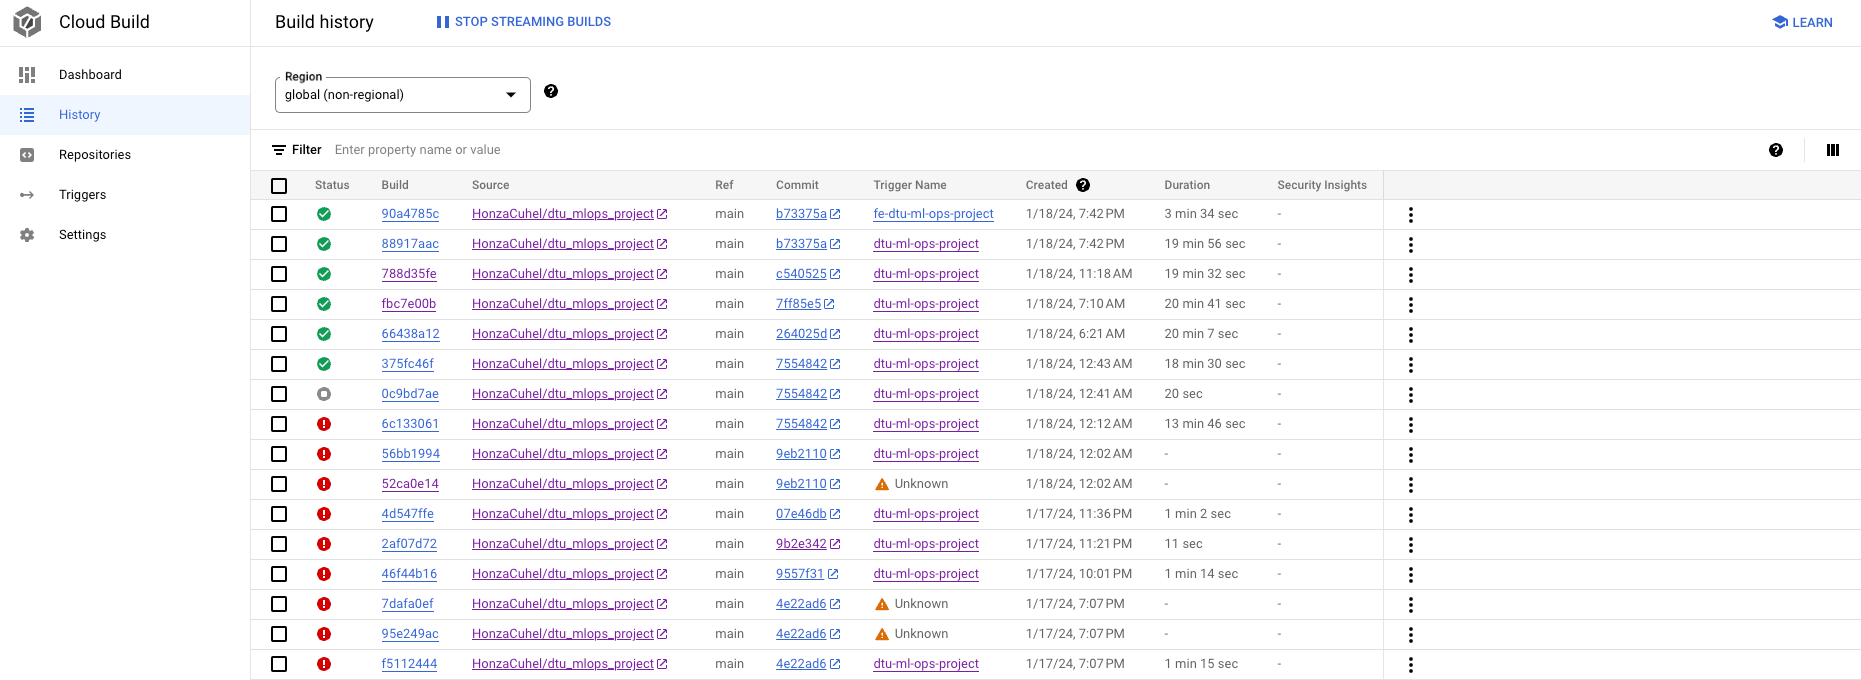 Cloud Build
Build history
STOP STREAMING BUILDS
LEARN
Dashboard
History
Repositories
Triggers
Settings
Region
global (non-regional)
Filter Enter property name or value
Status Build Source Ref Commit Trigger Name Created Duration Security Insights
90a4785c HonzaCuhel/dtu_mlops_project main b73375a fe-dtu-ml-ops-project 1/18/24, 7:42 PM 3 min 34 sec -
88917aac HonzaCuhel/dtu_mlops_project main b73375a dtu-ml-ops-project 1/18/24, 7:42 PM 19 min 56 sec -
788d35fe HonzaCuhel/dtu_mlops_project main c540525 dtu-ml-ops-project 1/18/24, 11:18 AM 19 min 32 sec -
fbc7e00b HonzaCuhel/dtu_mlops_project main 7ff85e5 dtu-ml-ops-project 1/18/24, 7:10 AM 20 min 41 sec -
66438a12 HonzaCuhel/dtu_mlops_project main 264025d dtu-ml-ops-project 1/18/24, 6:21 AM 20 min 7 sec -
375fc46f HonzaCuhel/dtu_mlops_project main 7554842 dtu-ml-ops-project 1/18/24, 12:43 AM 18 min 30 sec -
0c9bd7ae HonzaCuhel/dtu_mlops_project main 7554842 dtu-ml-ops-project 1/18/24, 12:41 AM 20 sec -
6c133061 HonzaCuhel/dtu_mlops_project main 7554842 dtu-ml-ops-project 1/18/24, 12:12 AM 13 min 46 sec -
56bb1994 HonzaCuhel/dtu_mlops_project main 9eb2110 dtu-ml-ops-project 1/18/24, 12:02 AM - -
52ca0e14 HonzaCuhel/dtu_mlops_project main 9eb2110 Unknown 1/18/24, 12:02 AM - -
4d547ffe HonzaCuhel/dtu_mlops_project main 07e46db dtu-ml-ops-project 1/17/24, 11:36 PM 1 min 2 sec -
2af07d72 HonzaCuhel/dtu_mlops_project main 9b2e342 dtu-ml-ops-project 1/17/24, 11:21 PM 11 sec -
46f44b16 HonzaCuhel/dtu_mlops_project main 9557f31 dtu-ml-ops-project 1/17/24, 10:01 PM 1 min 14 sec -
7dafa0ef HonzaCuhel/dtu_mlops_project main 4e22ad6 Unknown 1/17/24, 7:07 PM - -
95e249ac HonzaCuhel/dtu_mlops_project main 4e22ad6 Unknown 1/17/24, 7:07 PM - -
f5112444 HonzaCuhel/dtu_mlops_project main 4e22ad6 dtu-ml-ops-project 1/17/24, 7:07 PM 1 min 15 sec -